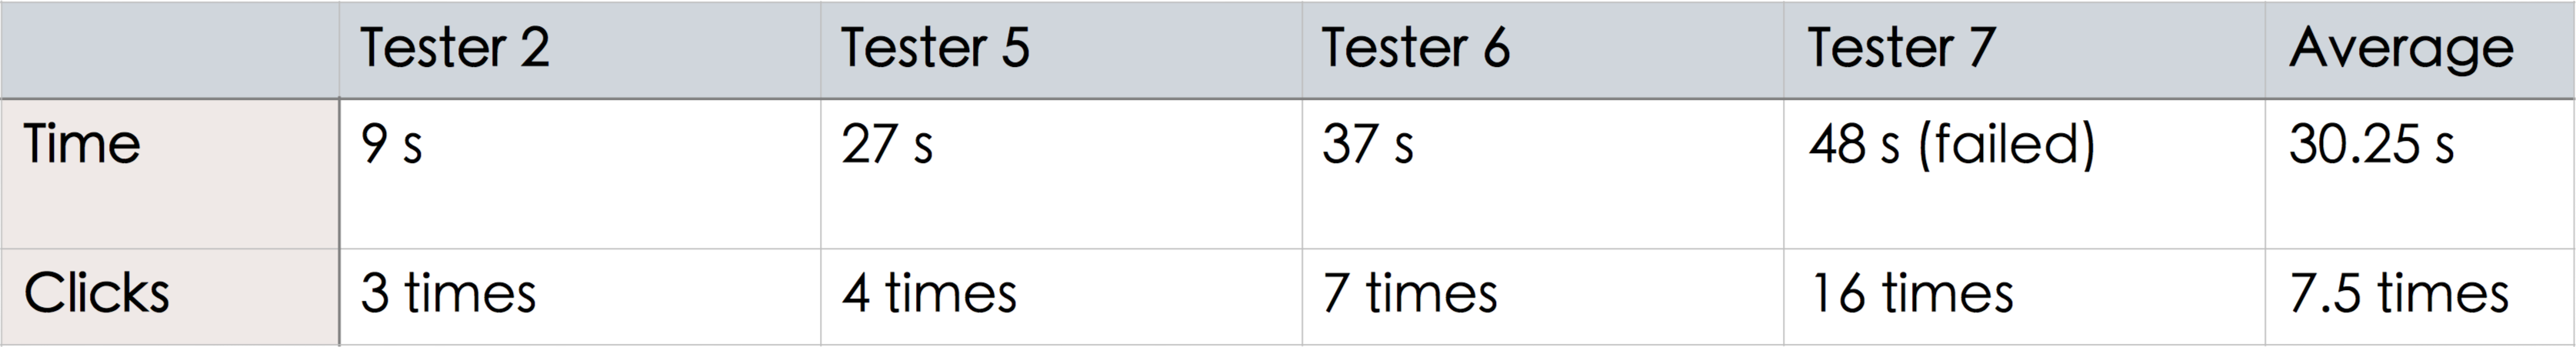 Tester 2 Tester 5 Tester 6 Tester 7 Average
Time 9 s 27 s 37 s 48 s (failed) 30.25 s
Clicks 3 times 4 times 7 times 16 times 7.5 times